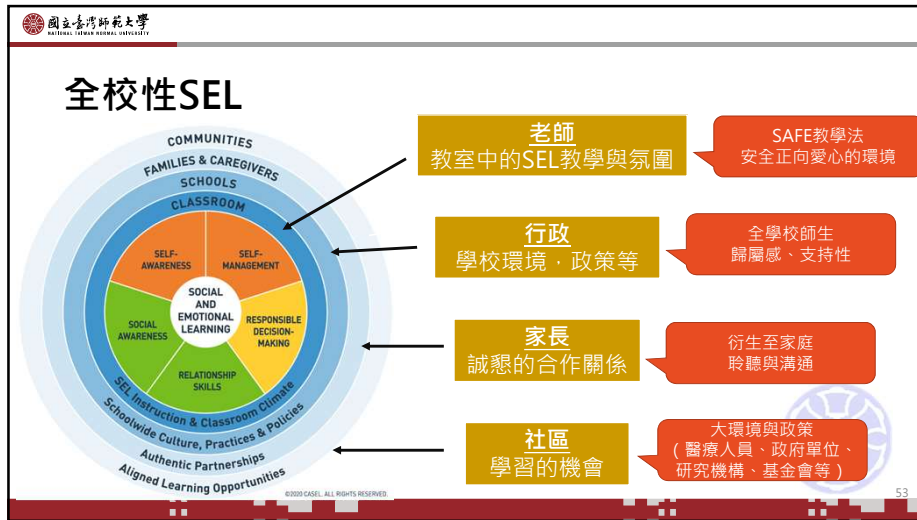 國立臺灣師範大學
NATIONAL TAIWAN NORMAL UNIVERSITY
全校性SEL
COMMUNITIES
FAMILIES & CAREGIVERS
SCHOOLS
CLASSROOM
SELF-
AWARENESS
SELF-
MANAGEMENT
SOCIAL
AND
EMOTIONAL
LEARNING
SOCIAL
AWARENESS
RESPONSIBLE
DECISION-
MAKING
RELATIONSHIP
SKILLS
SEL Instruction & Classroom Climate
Schoolwide Culture, Practices & Policies
Authentic Partnerships
Aligned Learning Opportunities
©2020 CASEL. ALL RIGHTS RESERVED.
老師
教室中的SEL教學與氛圍
SAFE教學法
安全正向愛心的環境
行政
學校環境，政策等
全學校師生
歸屬感、支持性
家長
誠懇的合作關係
衍生至家庭
聆聽與溝通
社區
學習的機會
大環境與政策
（醫療人員、政府單位、
研究機構、基金會等）
53